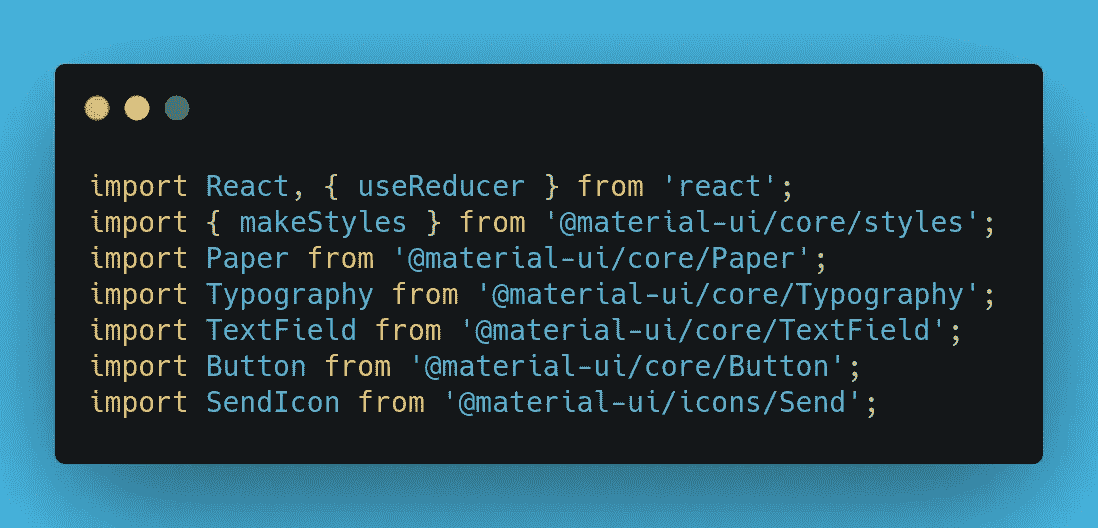 import React, { useReducer } from 'react';
import { makeStyles } from '@material-ui/core/styles';
import Paper from '@material-ui/core/Paper';
import Typography from '@material-ui/core/Typography';
import TextField from '@material-ui/core/TextField';
import Button from '@material-ui/core/Button';
import SendIcon from '@material-ui/icons/Send';